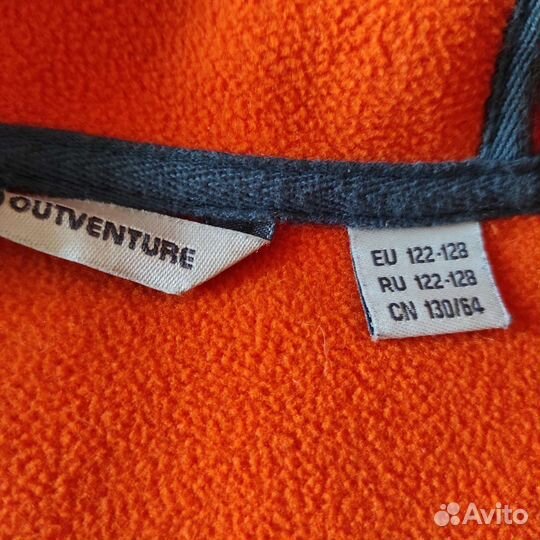 OUTVENTURE
EU 122-128
RU 122-128
CN 130/64
Avito